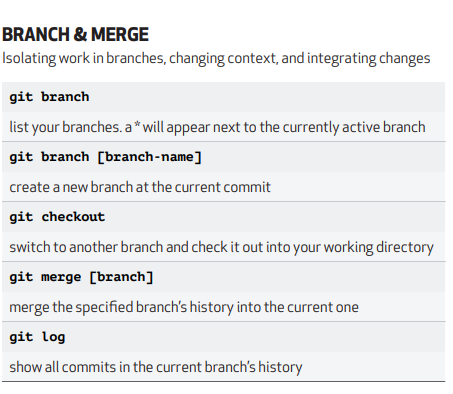 BRANCH & MERGE
Isolating work in branches, changing context, and integrating changes
git branch
list your branches. a * will appear next to the currently active branch
git branch [branch-name]
create a new branch at the current commit
git checkout
switch to another branch and check it out into your working directory
git merge [branch]
merge the specified branch’s history into the current one
git log
show all commits in the current branch’s history